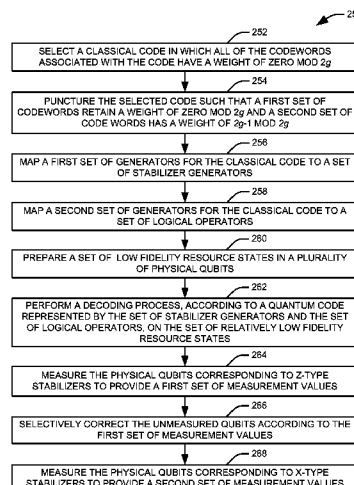 25
252
SELECT A CLASSICAL CODE IN WHICH ALL OF THE CODEWORDS
ASSOCIATED WITH THE CODE HAVE A WEIGHT OF ZERO MOD 2g
254
PUNCTURE THE SELECTED CODE SUCH THAT A FIRST SET OF
CODEWORDS RETAIN A WEIGHT OF ZERO MOD 2g AND A SECOND SET OF
CODE WORDS HAS A WEIGHT OF 2g-1 MOD 2g
256
MAP A FIRST SET OF GENERATORS FOR THE CLASSICAL CODE TO A SET
OF STABILIZER GENERATORS
258
MAP A SECOND SET OF GENERATORS FOR THE CLASSICAL CODE TO A
SET OF LOGICAL OPERATORS
260
PREPARE A SET OF LOW FIDELITY RESOURCE STATES IN A PLURALITY
OF PHYSICAL QUBITS
262
PERFORM A DECODING PROCESS, ACCORDING TO A QUANTUM CODE
REPRESENTED BY THE SET OF STABILIZER GENERATORS AND THE SET
OF LOGICAL OPERATORS, ON THE SET OF RELATIVELY LOW FIDELITY
RESOURCE STATES
264
MEASURE THE PHYSICAL QUBITS CORRESPONDING TO Z-TYPE
STABILIZERS TO PROVIDE A FIRST SET OF MEASUREMENT VALUES
266
SELECTIVELY CORRECT THE UNMEASURED QUBITS ACCORDING TO THE
FIRST SET OF MEASUREMENT VALUES
268
MEASURE THE PHYSICAL QUBITS CORRESPONDING TO X-TYPE
STABILIZERS TO PROVIDE A SECOND SET OF MEASUREMENT VALUES